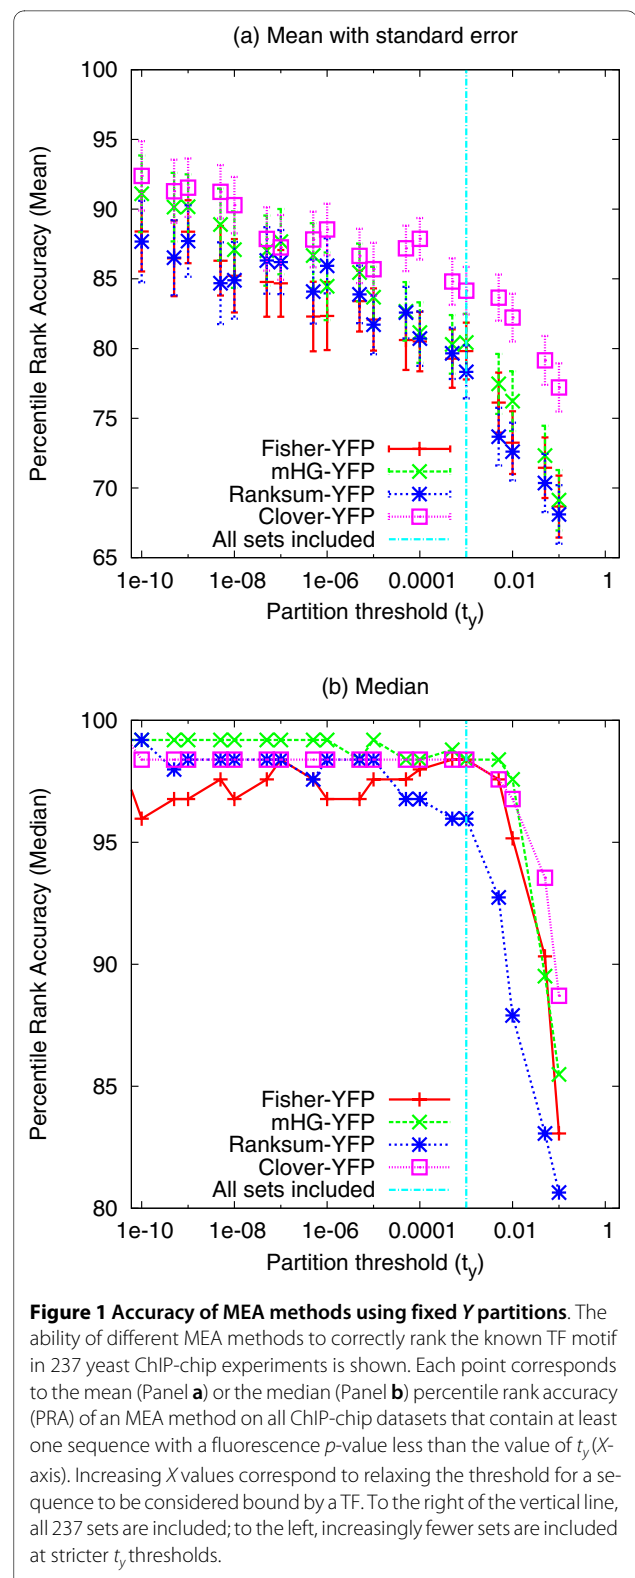 (a) Mean with standard error
100
95
90
85
80
75
70
65
Percentile Rank Accuracy (Mean)
Fisher-YFP
mHG-YFP
Ranksum-YFP
Clover-YFP
All sets included
1e-10 1e-08 1e-06 0.0001 0.01 1
Partition threshold (t_y)
(b) Median
100
95
90
85
80
Percentile Rank Accuracy (Median)
Fisher-YFP
mHG-YFP
Ranksum-YFP
Clover-YFP
All sets included
1e-10 1e-08 1e-06 0.0001 0.01 1
Partition threshold (t_y)
Figure 1 Accuracy of MEA methods using fixed Y partitions. The
ability of different MEA methods to correctly rank the known TF motif
in 237 yeast ChIP-chip experiments is shown. Each point corresponds
to the mean (Panel a) or the median (Panel b) percentile rank accuracy
(PRA) of an MEA method on all ChIP-chip datasets that contain at least
one sequence with a fluorescence p-value less than the value of t_y (X-
axis). Increasing X values correspond to relaxing the threshold for a se-
quence to be considered bound by a TF. To the right of the vertical line,
all 237 sets are included; to the left, increasingly fewer sets are included
at stricter t_y thresholds.